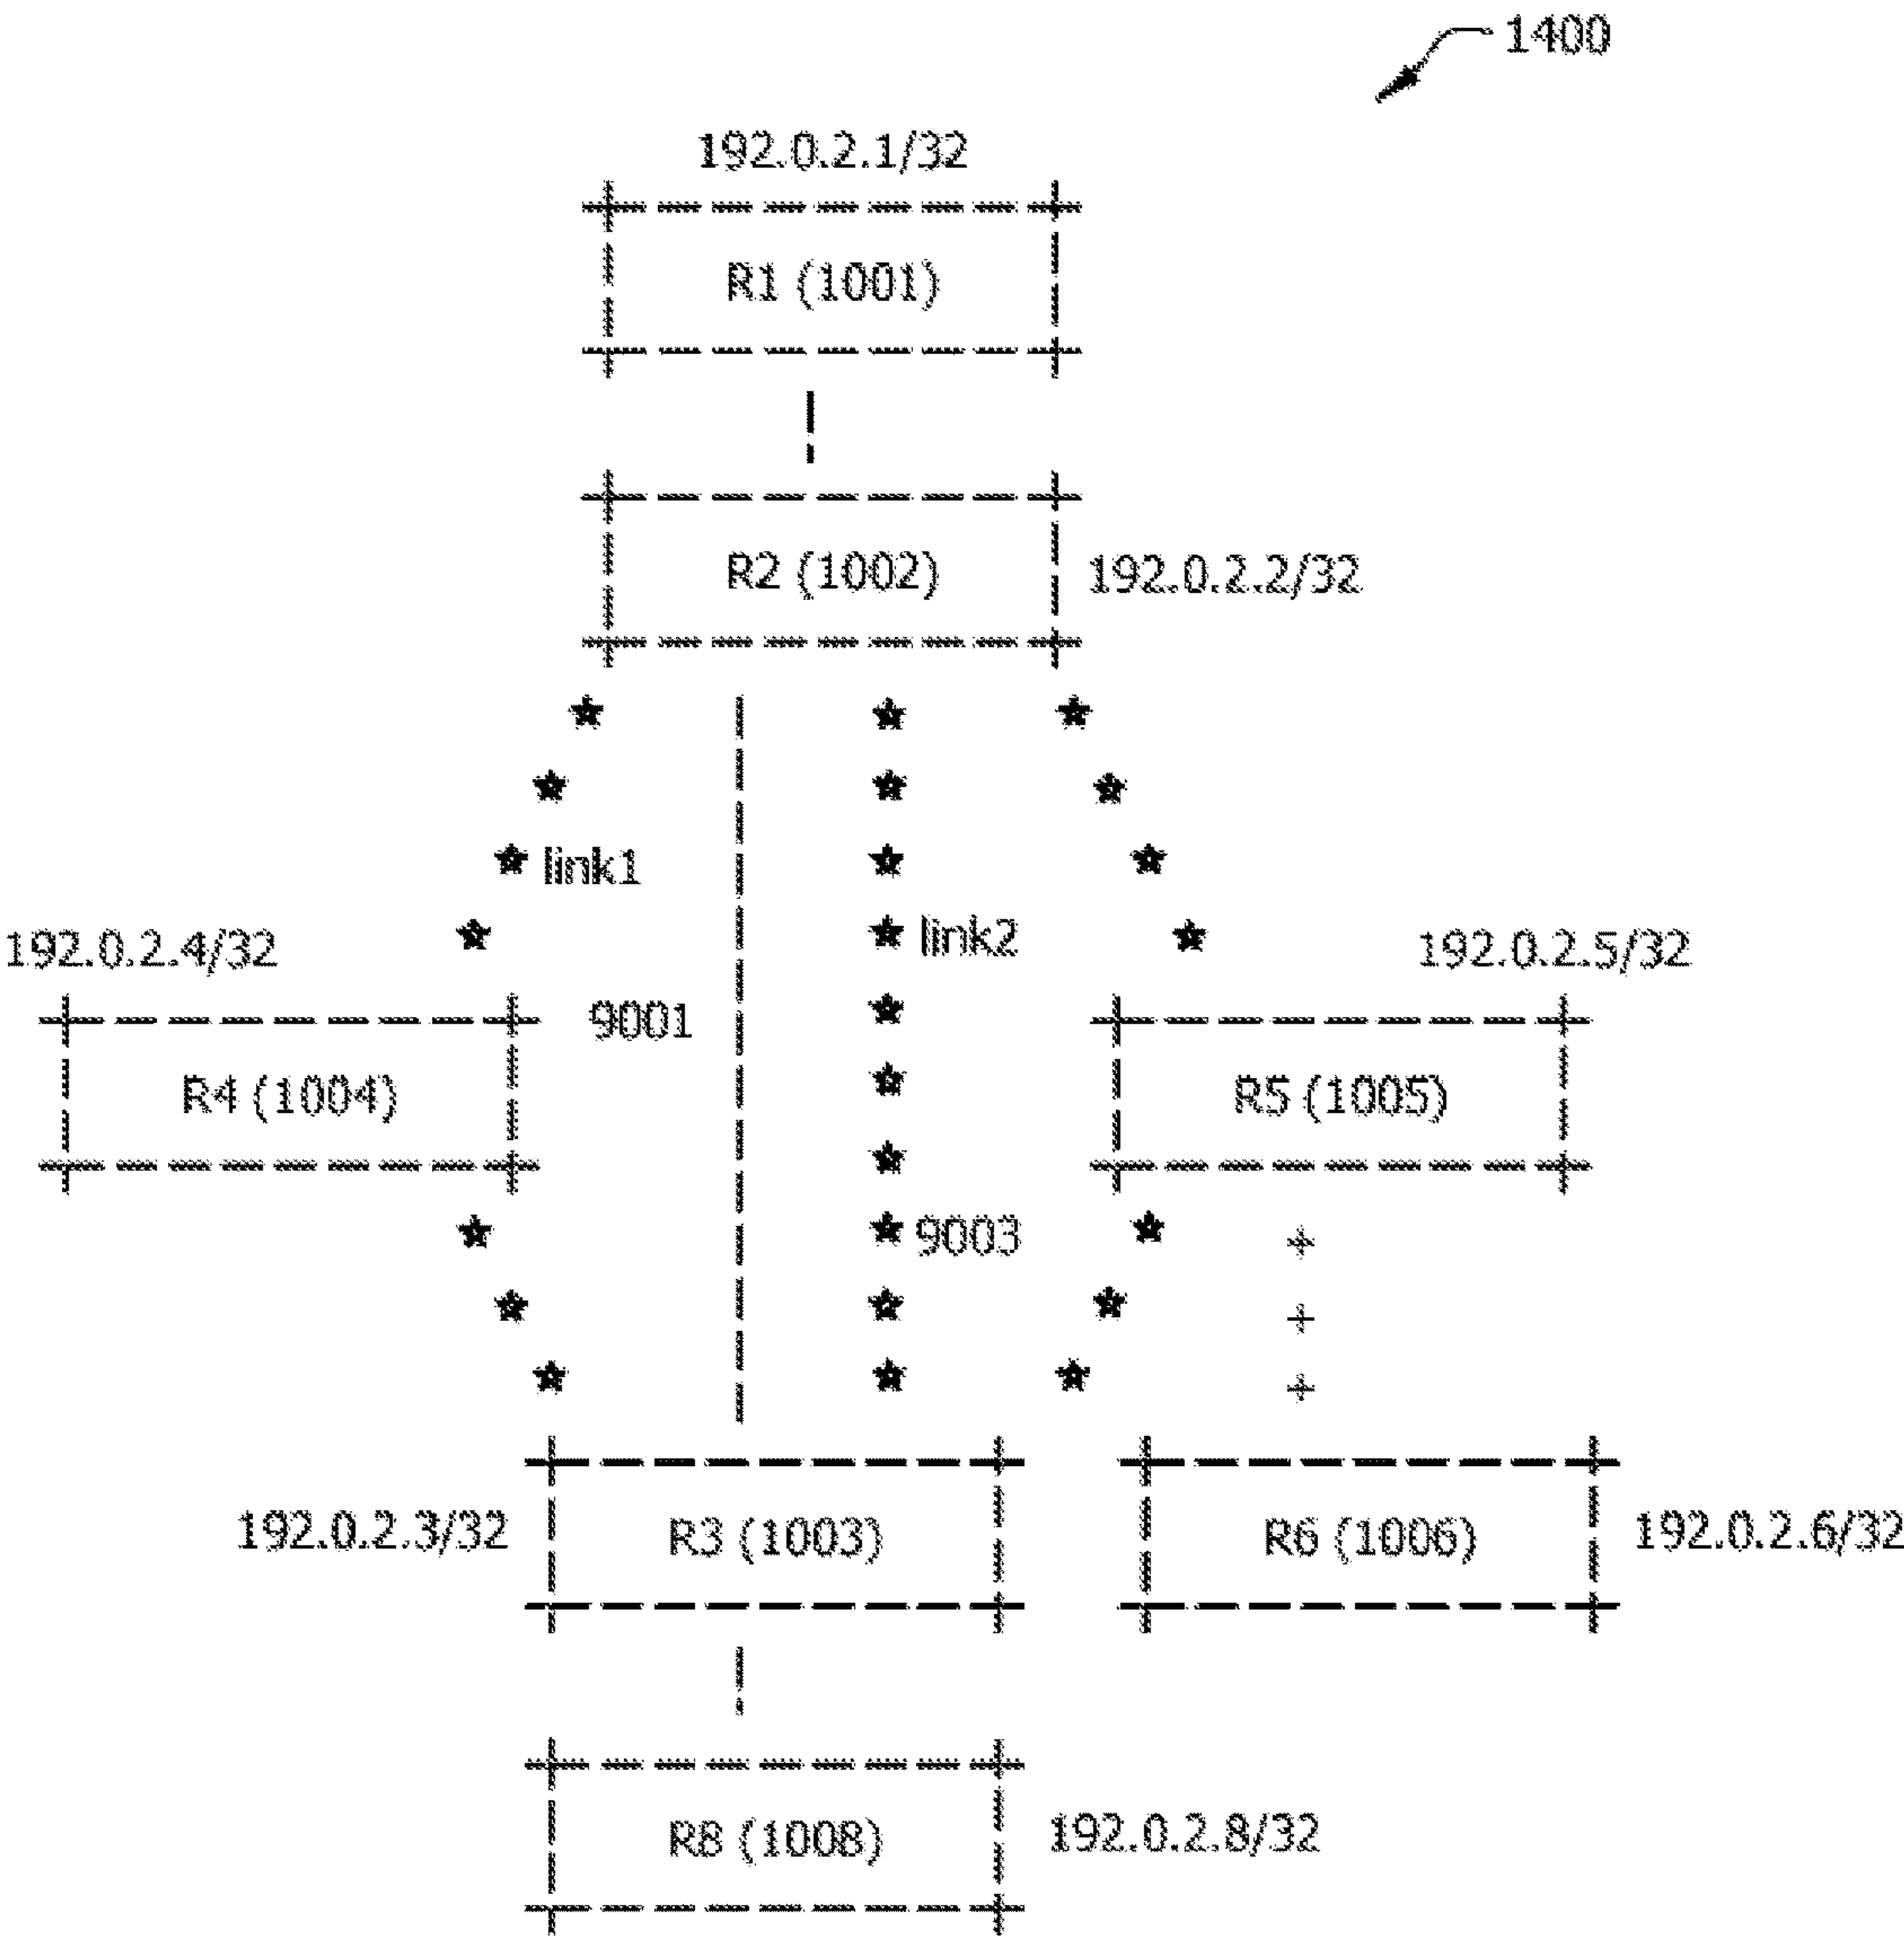 1400
192.0.2.1/32
R1 (1001)
R2 (1002)
192.0.2.2/32
link1
link2
192.0.2.4/32
192.0.2.5/32
9001
R4 (1004)
R5 (1005)
9003
192.0.2.3/32
R3 (1003)
R6 (1006)
192.0.2.6/32
R8 (1008)
192.0.2.8/32